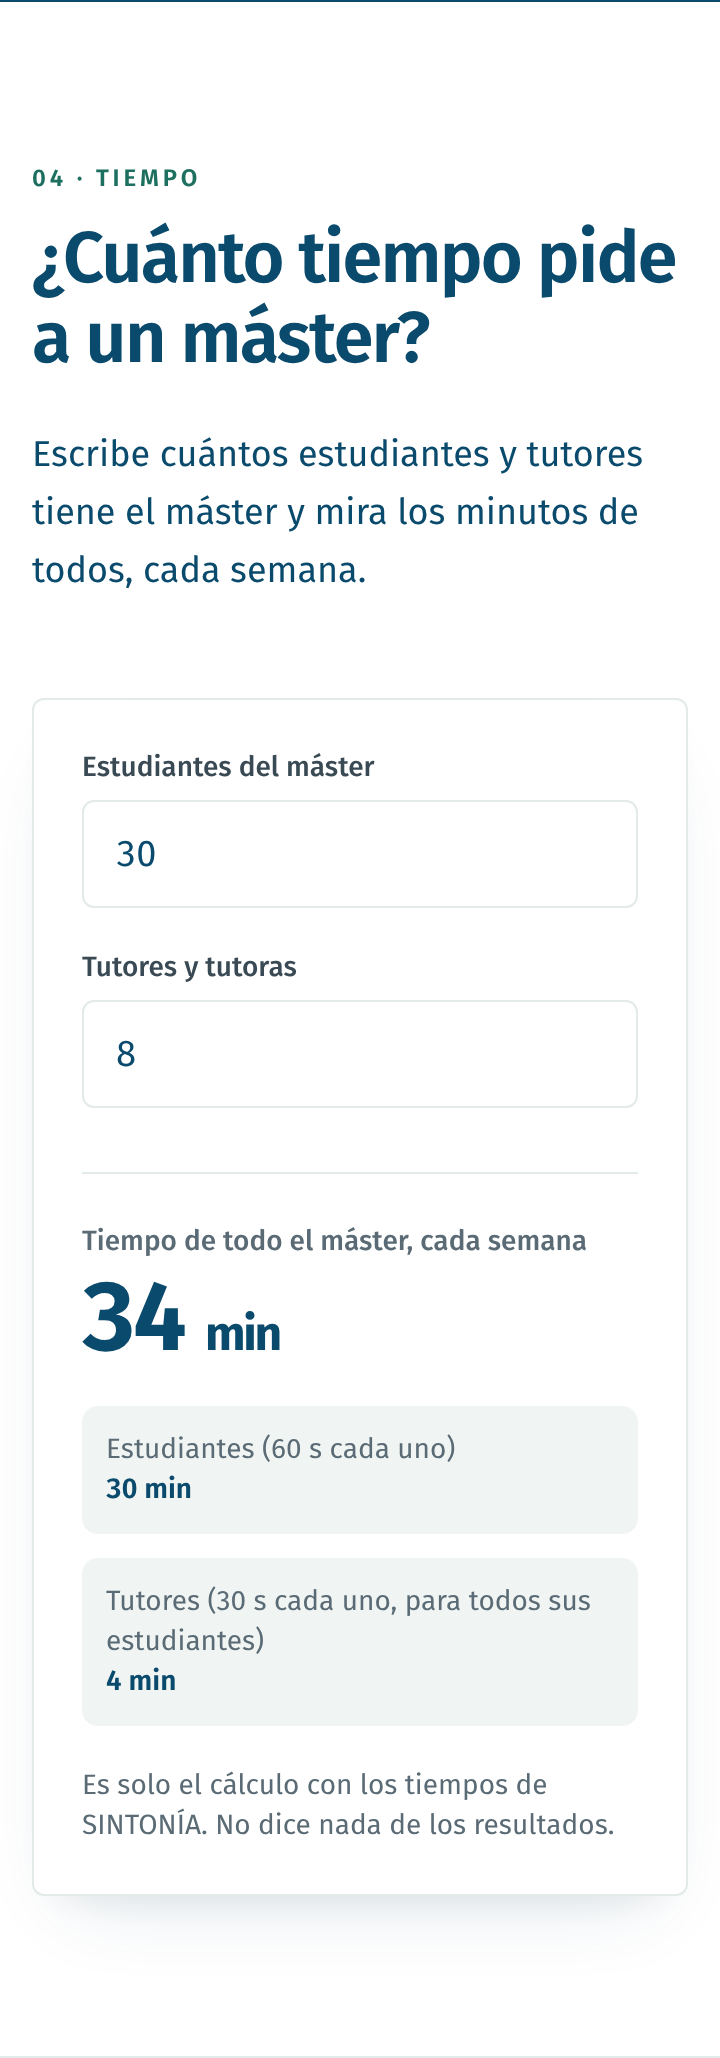 04 · TIEMPO
¿Cuánto tiempo pide
a un máster?
Escribe cuántos estudiantes y tutores
tiene el máster y mira los minutos de
todos, cada semana.
Estudiantes del máster
30
Tutores y tutoras
8
Tiempo de todo el máster, cada semana
34 min
Estudiantes (60 s cada uno)
30 min
Tutores (30 s cada uno, para todos sus
estudiantes)
4 min
Es solo el cálculo con los tiempos de
SINTONÍA. No dice nada de los resultados.